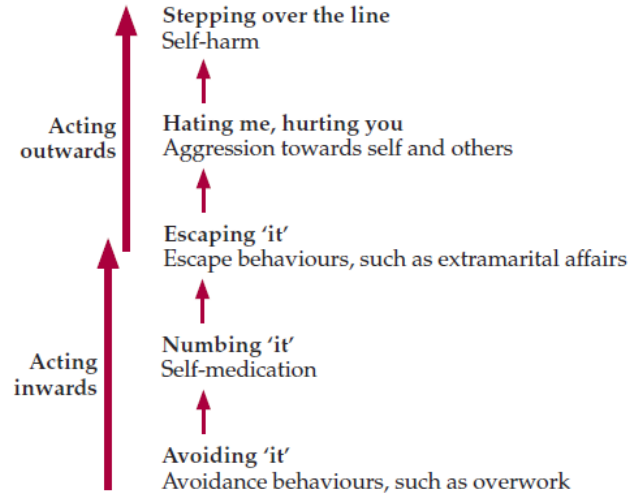 Stepping over the line
Self-harm
Acting
outwards
Hating me, hurting you
Aggression towards self and others
Escaping ‘it’
Escape behaviours, such as extramarital affairs
Numbing ‘it’
Self-medication
Acting
inwards
Avoiding ‘it’
Avoidance behaviours, such as overwork